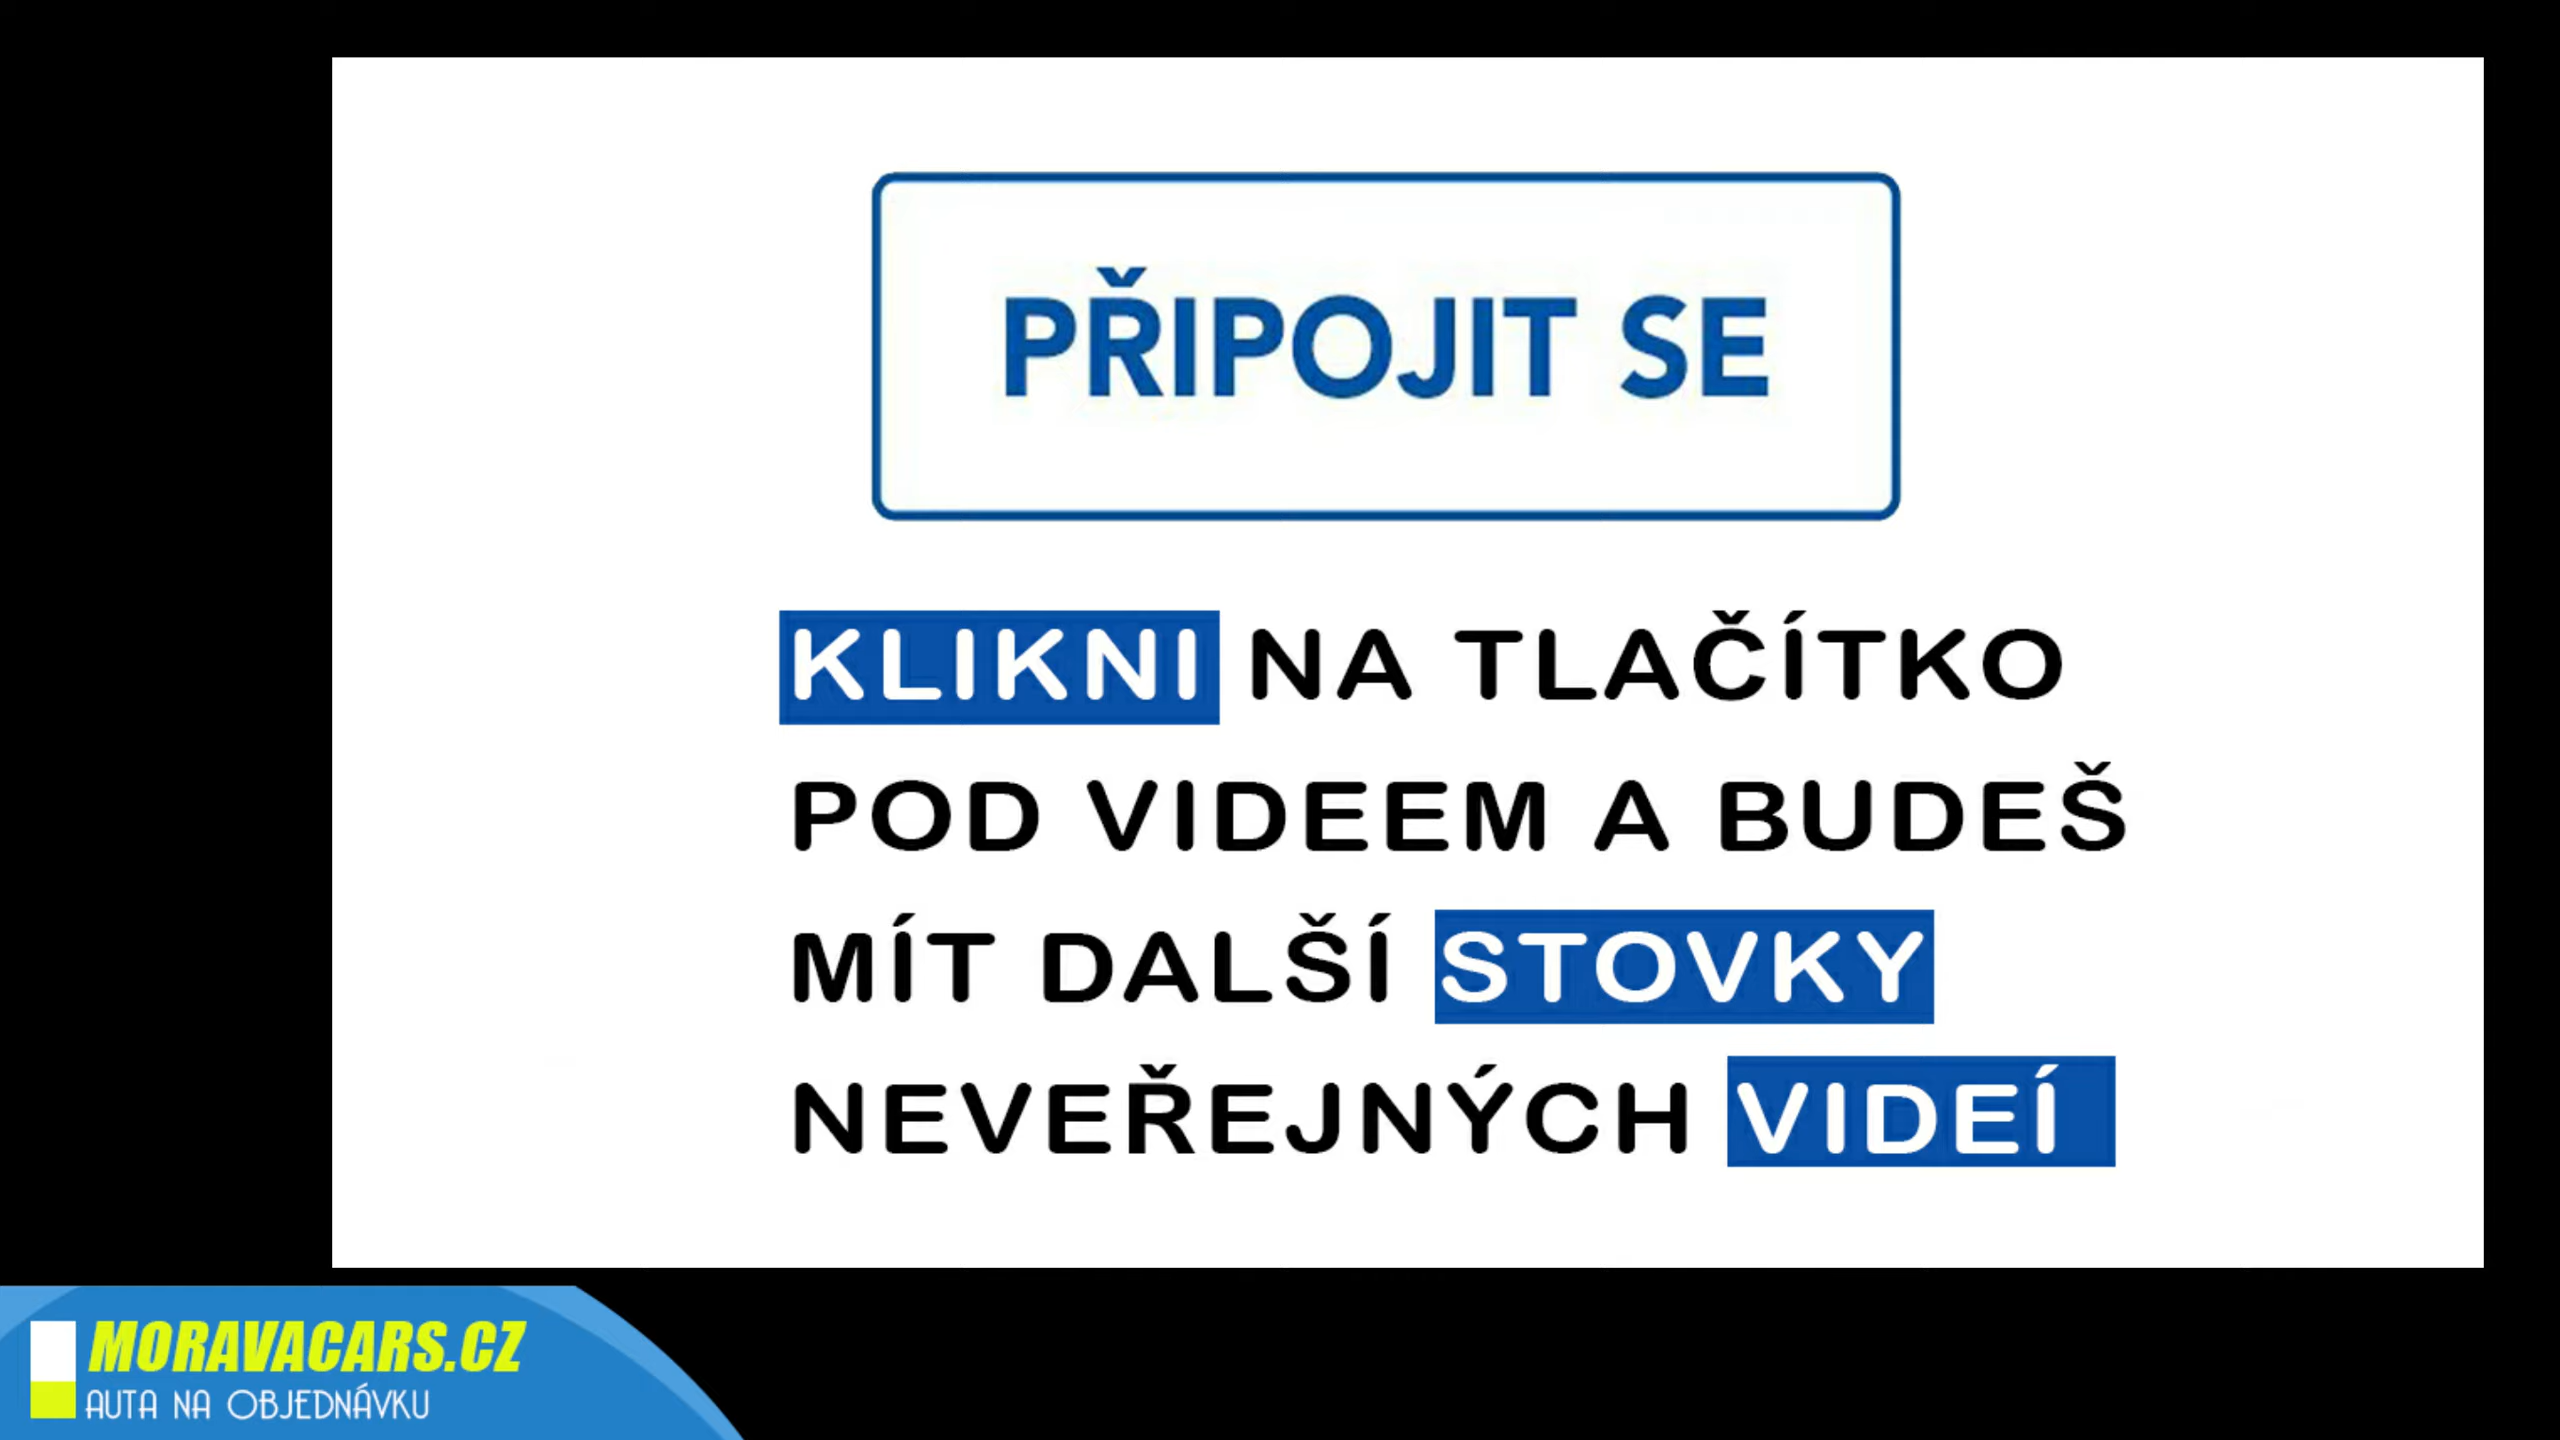 PŘIPOJIT SE
KLIKNI NA TLAČÍTKO
POD VIDEEM A BUDEŠ
MÍT DALŠÍ STOVKY
NEVEŘEJNÝCH VIDEÍ
MORAVACARS.CZ
AUTA NA OBJEDNÁVKU